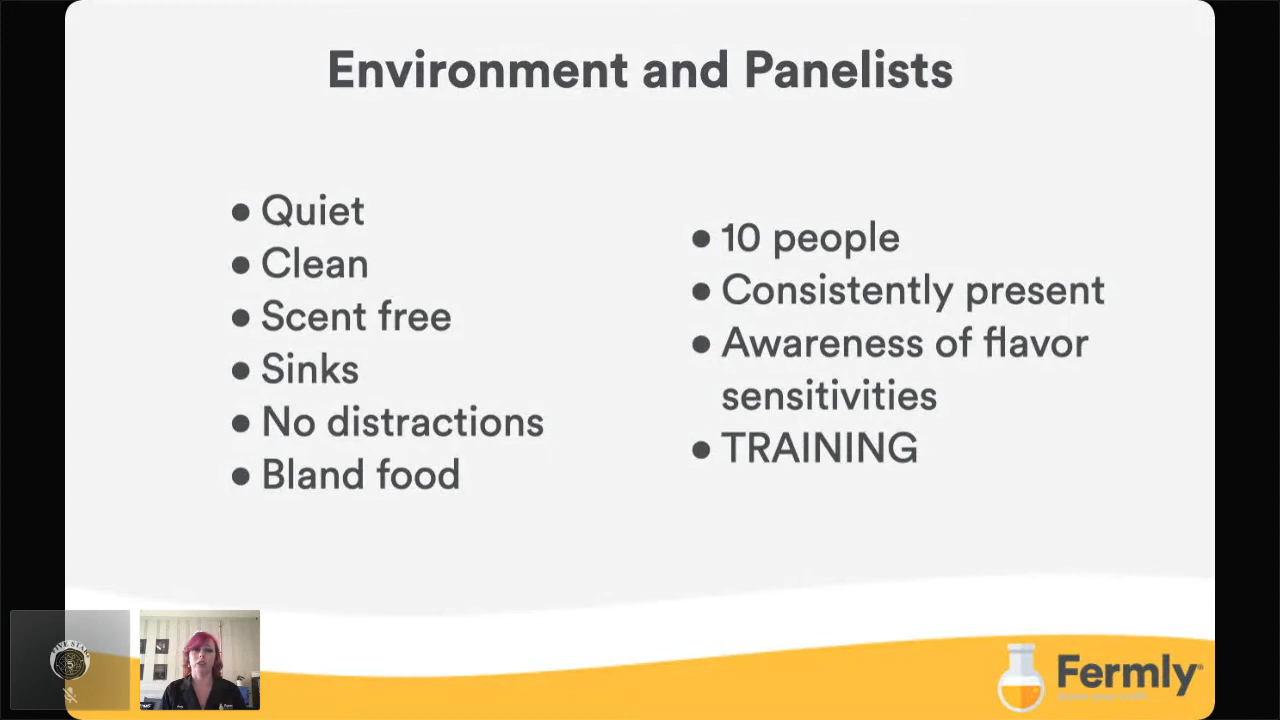 Environment and Panelists
• Quiet
• Clean
• Scent free
• Sinks
• No distractions
• Bland food
• 10 people
• Consistently present
• Awareness of flavor
sensitivities
• TRAINING
Fermly